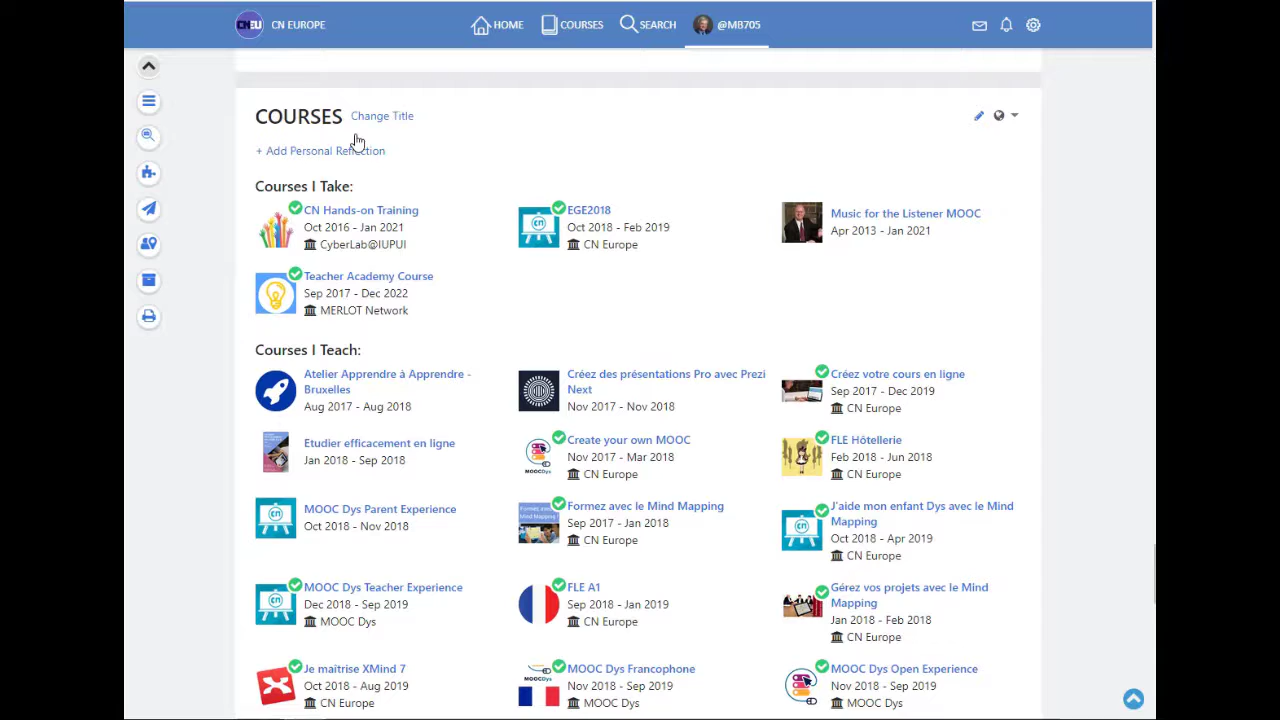 CNEU CN EUROPE HOME COURSES SEARCH @MB705
COURSES Change Title
+ Add Personal Reflection
Courses I Take:
CN Hands-on Training
Oct 2016 - Jan 2021
CyberLab@IUPUI
EGE2018
Oct 2018 - Feb 2019
CN Europe
Music for the Listener MOOC
Apr 2013 - Jan 2021
Teacher Academy Course
Sep 2017 - Dec 2022
MERLOT Network
Courses I Teach:
Atelier Apprendre à Apprendre -
Bruxelles
Aug 2017 - Aug 2018
Créez des présentations Pro avec Prezi
Next
Nov 2017 - Nov 2018
Créez votre cours en ligne
Sep 2017 - Dec 2019
CN Europe
Etudier efficacement en ligne
Jan 2018 - Sep 2018
MOOCDys
Create your own MOOC
Nov 2017 - Mar 2018
CN Europe
FLE Hôtellerie
Feb 2018 - Jun 2018
CN Europe
MOOC Dys Parent Experience
Oct 2018 - Nov 2018
Formez avec le
Mind Mapping
Formez avec le Mind Mapping
Sep 2017 - Jan 2018
CN Europe
J'aide mon enfant Dys avec le Mind
Mapping
Oct 2018 - Apr 2019
CN Europe
MOOC Dys Teacher Experience
Dec 2018 - Sep 2019
MOOC Dys
FLE A1
Sep 2018 - Jan 2019
CN Europe
Gérez vos projets avec le Mind
Mapping
Jan 2018 - Feb 2018
CN Europe
Je maîtrise XMind 7
Oct 2018 - Aug 2019
CN Europe
MOOCDys
MOOC Dys Francophone
Nov 2018 - Sep 2019
MOOC Dys
MOOC Dys Open Experience
Nov 2018 - Sep 2019
MOOC Dys